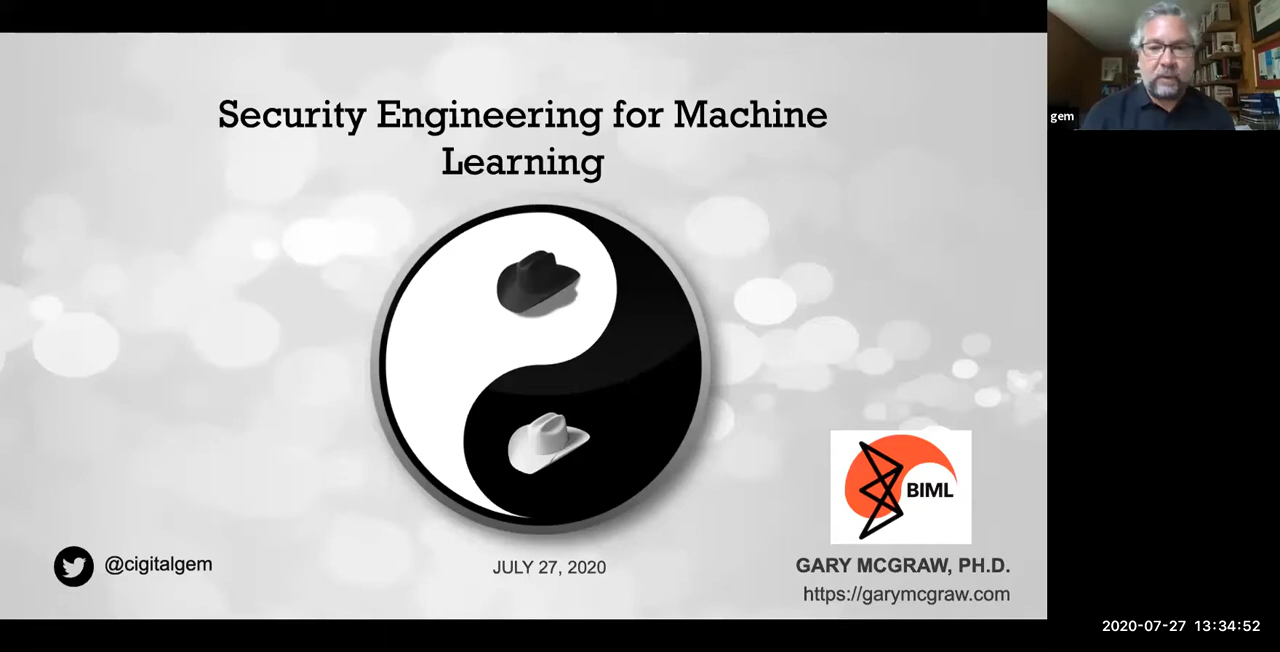 Security Engineering for Machine
Learning
gem
BIML
@cigitalgem
JULY 27, 2020
GARY MCGRAW, PH.D.
https://garymcgraw.com
2020-07-27 13:34:52